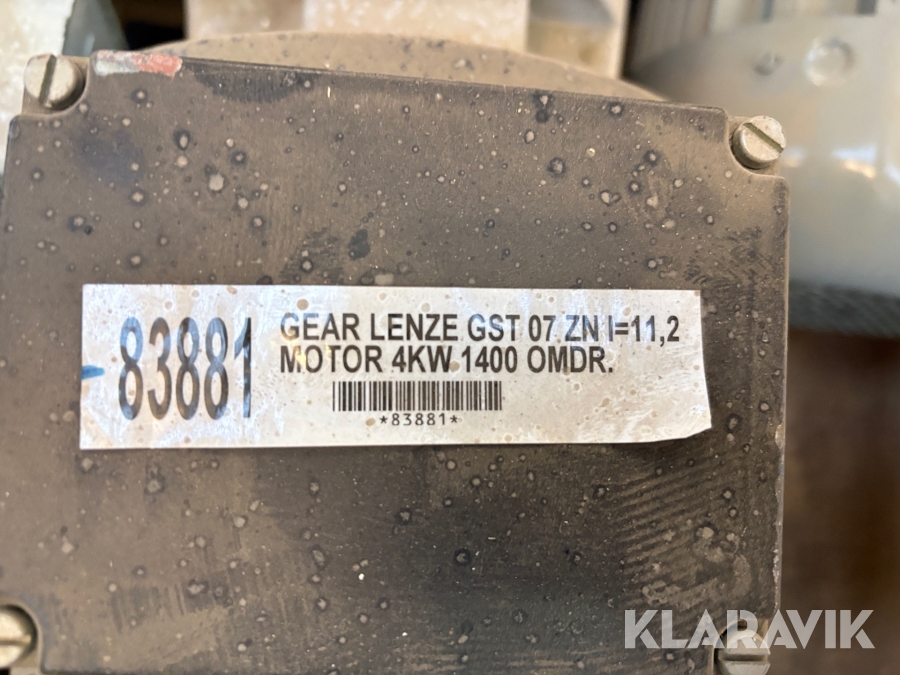 83881
GEAR LENZE GST 07 ZN I=11,2
MOTOR 4KW 1400 OMDR.
*83881*
KLARAVIK